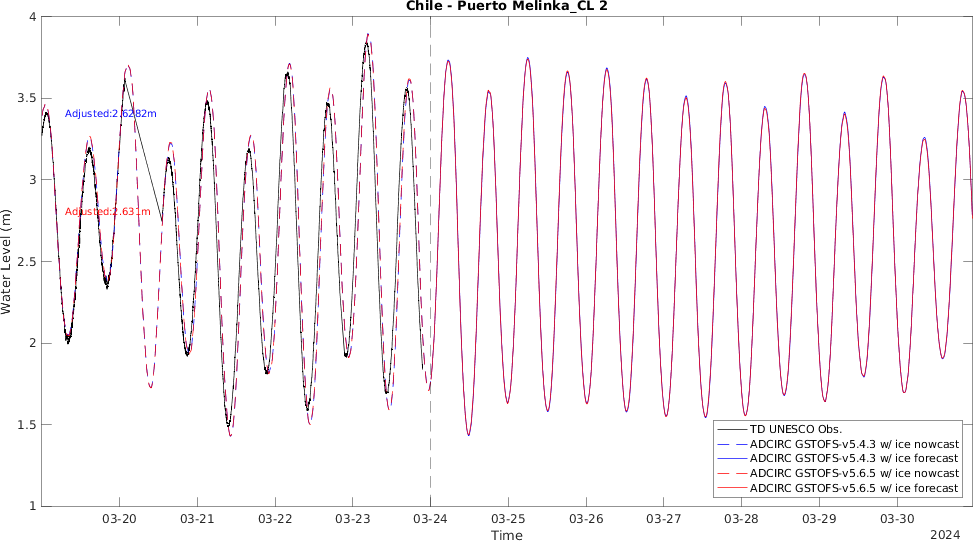 Chile - Puerto Melinka_CL 2
Water Level (m)
4
3.5
3
2.5
2
1.5
1
Adjusted:2.6282m
Adjusted:2.631m
TD UNESCO Obs.
ADCIRC GSTOFS-v5.4.3 w/ ice nowcast
ADCIRC GSTOFS-v5.4.3 w/ ice forecast
ADCIRC GSTOFS-v5.6.5 w/ ice nowcast
ADCIRC GSTOFS-v5.6.5 w/ ice forecast
03-20 03-21 03-22 03-23 03-24 03-25 03-26 03-27 03-28 03-29 03-30
Time
2024